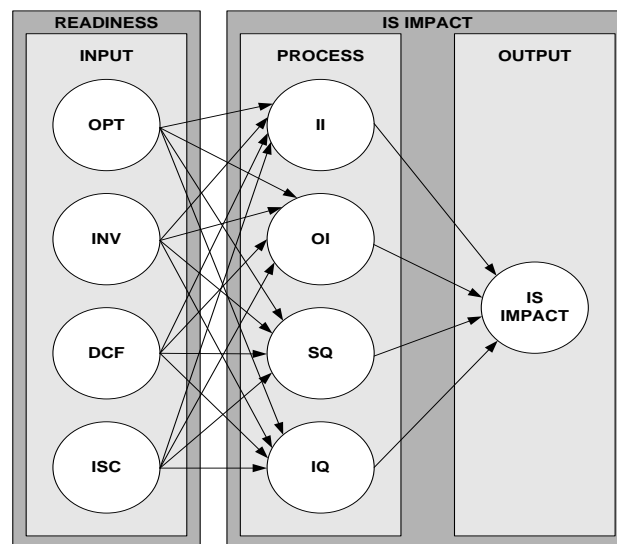 READINESS
IS IMPACT
INPUT
PROCESS
OUTPUT
OPT
II
INV
OI
IS
IMPACT
DCF
SQ
ISC
IQ